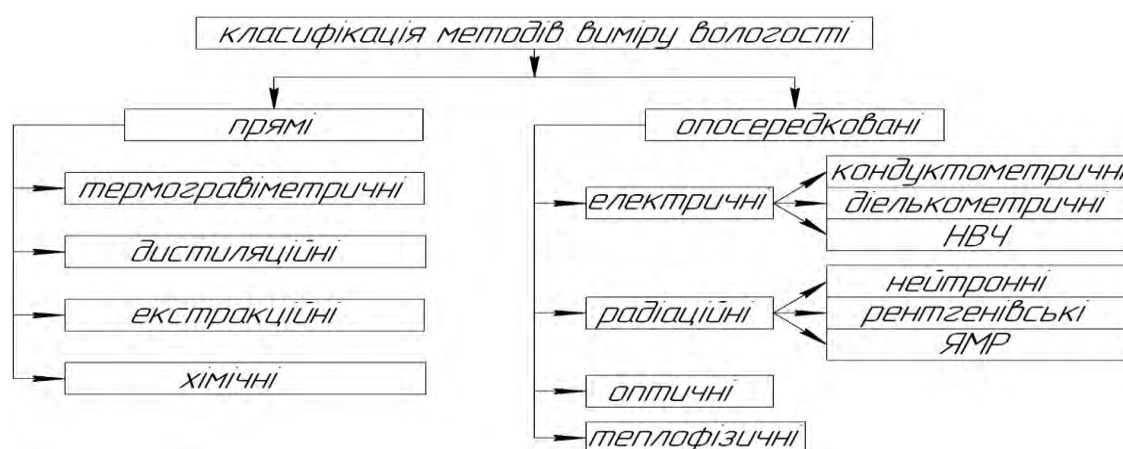 класифікація методів виміру вологості
прямі
термогравіметричні
дистиляційні
екстракційні
хімічні
опосередковані
електричні
кондуктометричні
діелькометричні
НВЧ
радіаційні
нейтронні
рентгенівські
ЯМР
оптичні
теплофізичні